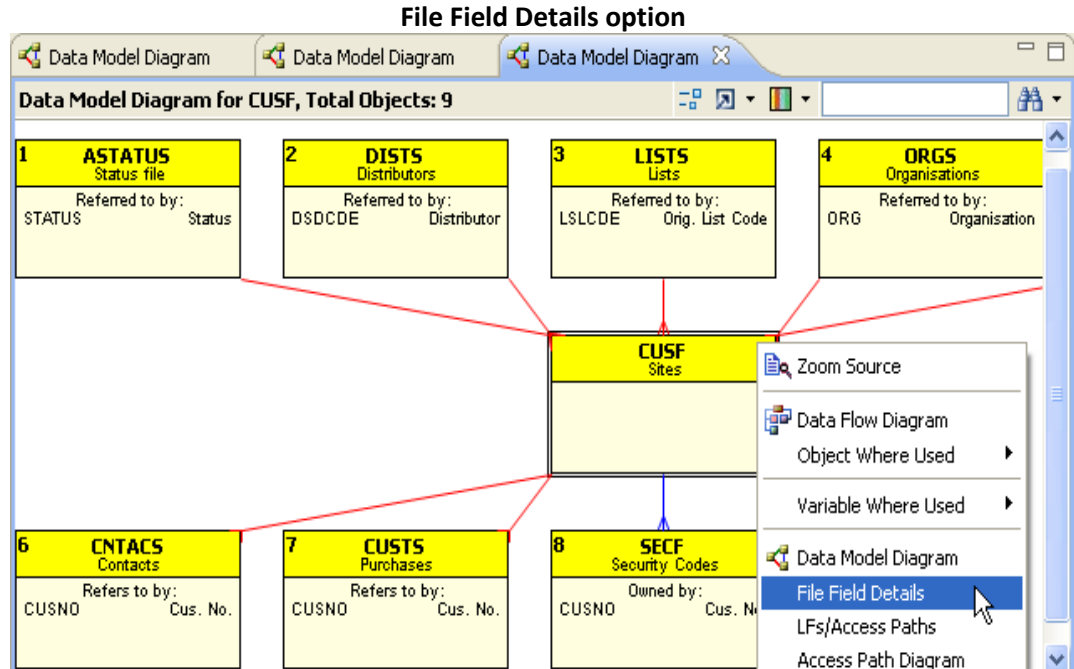 File Field Details option
Data Model Diagram Data Model Diagram Data Model Diagram
Data Model Diagram for CUSF, Total Objects: 9
1 ASTATUS
Status file
Referred to by:
STATUS Status
2 DISTS
Distributors
Referred to by:
DSDCDE Distributor
3 LISTS
Lists
Referred to by:
LSLCDE Orig. List Code
4 ORGS
Organisations
Referred to by:
ORG Organisation
CUSF
Sites
6 CNTACS
Contacts
Refers to by:
CUSNO Cus. No.
7 CUSTS
Purchases
Refers to by:
CUSNO Cus. No.
8 SECF
Security Codes
Owned by:
CUSNO Cus.
Zoom Source
Data Flow Diagram
Object Where Used
Variable Where Used
Data Model Diagram
File Field Details
LFs/Access Paths
Access Path Diagram